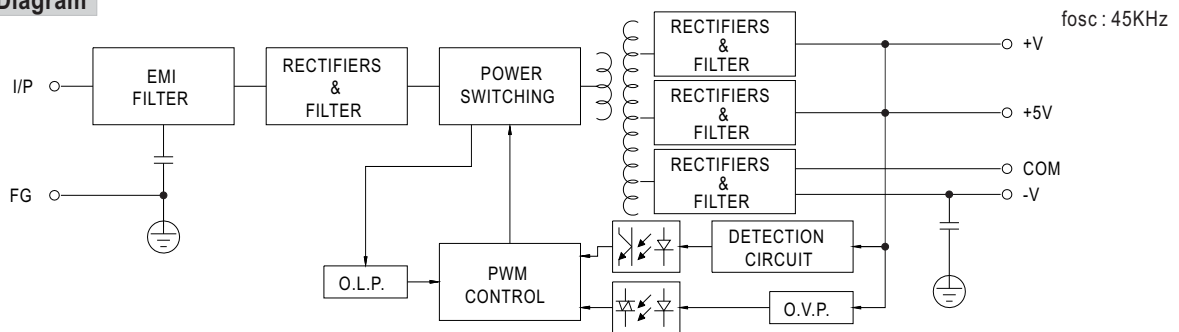 Diagram
fosc : 45KHz
I/P
EMI
FILTER
RECTIFIERS
&
FILTER
POWER
SWITCHING
RECTIFIERS
&
FILTER
+V
RECTIFIERS
&
FILTER
+5V
RECTIFIERS
&
FILTER
COM
-V
FG
O.L.P.
PWM
CONTROL
DETECTION
CIRCUIT
O.V.P.